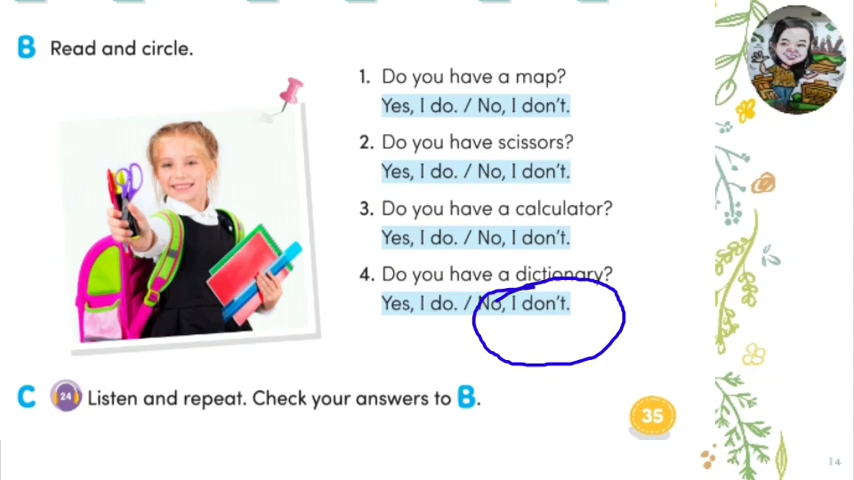 B Read and circle.
1. Do you have a map?
Yes, I do. / No, I don't.
2. Do you have scissors?
Yes, I do. / No, I don't.
3. Do you have a calculator?
Yes, I do. / No, I don't.
4. Do you have a dictionary?
Yes, I do. / No, I don't.
C 24 Listen and repeat. Check your answers to B.
35
14